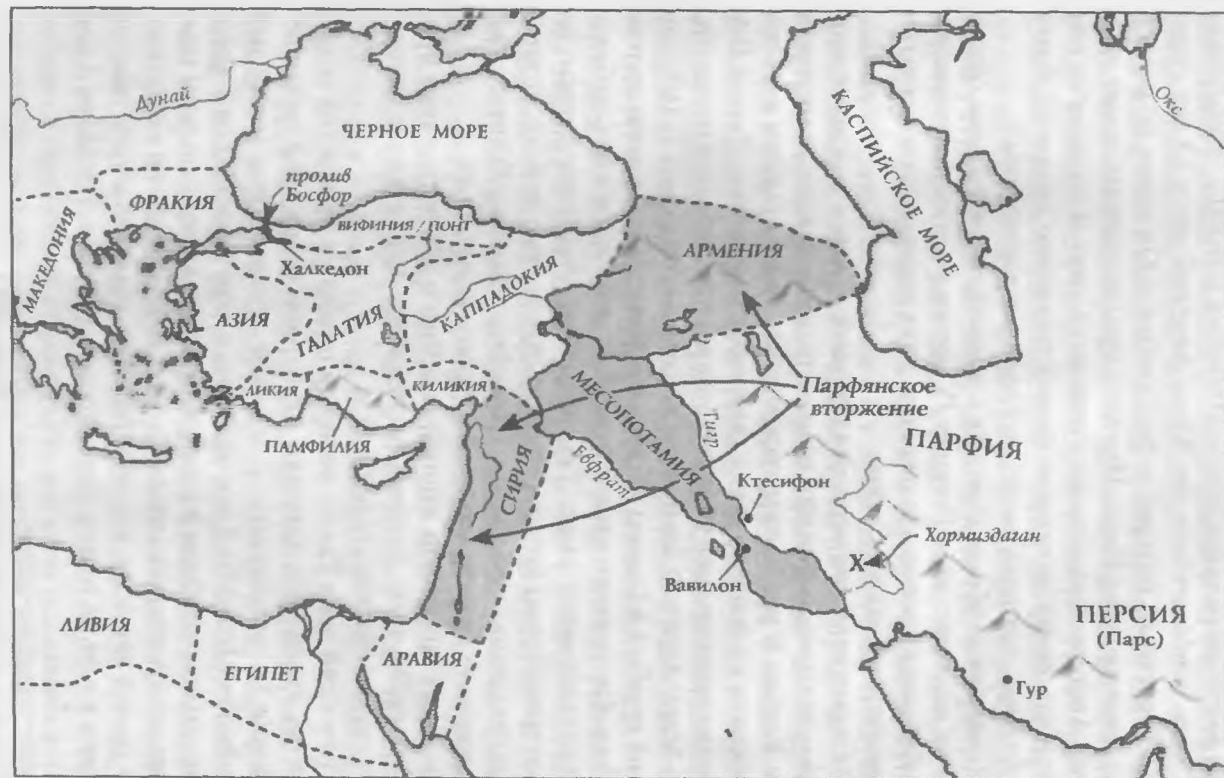 Дунай
ЧЕРНОЕ МОРЕ
КАСПИЙСКОЕ МОРЕ
Окс
пролив
Босфор
ФРАКИЯ
МАКЕДОНИЯ
ВИФИНИЯ / ПОНТ
Халкедон
АРМЕНИЯ
КАППАДОКИЯ
АЗИЯ
ГАЛАТИЯ
ЛИКИЯ
КИЛИКИЯ
ПАМФИЛИЯ
МЕСОПОТАМИЯ
Парфянское
вторжение
Тигр
ПАРФИЯ
СИРИЯ
Евфрат
Ктесифон
Хормиздаган
X
Вавилон
ПЕРСИЯ
(Парс)
ЛИВИЯ
ЕГИПЕТ
АРАВИЯ
Гур